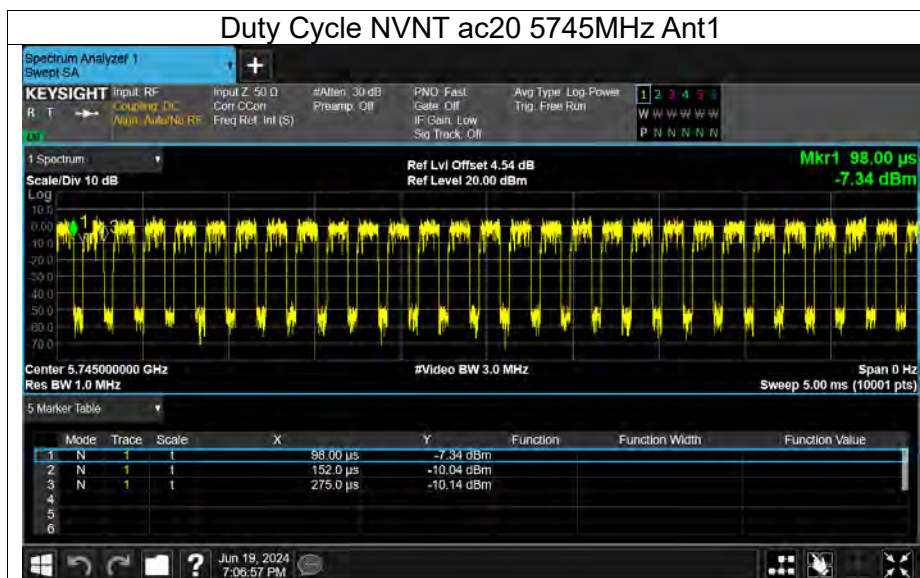 Duty Cycle NVNT ac20 5745MHz Ant1
Spectrum Analyzer 1
Swept SA
+
KEYSIGHT Input: RF Input Z: 50 Ω #Atten: 30 dB PNO: Fast Avg Type: Log-Power 1 2 3 4 5 6
R T Coupling: DC Corr CCorr Preamp: Off Gate: Off Trig: Free Run W W W W W W
Align: Auto/No RF Freq Ref: Int (S) IF Gain: Low P N N N N N
Sig Track: Off
1 Spectrum Ref Lvl Offset 4.54 dB Mkr1 98.00 µs
Scale/Div 10 dB Ref Level 20.00 dBm -7.34 dBm
Log
10.0
0.00
-10.0
-20.0
-30.0
-40.0
-50.0
-60.0
-70.0
1 3
Center 5.745000000 GHz #Video BW 3.0 MHz Span 0 Hz
Res BW 1.0 MHz Sweep 5.00 ms (10001 pts)
5 Marker Table
Mode Trace Scale X Y Function Function Width Function Value
1 N 1 t 98.00 µs -7.34 dBm
2 N 1 t 152.0 µs -10.04 dBm
3 N 1 t 275.0 µs -10.14 dBm
4
5
6
? Jun 19, 2024
7:06:57 PM